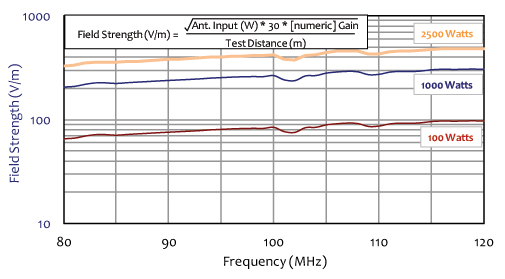 1000
Field Strength (V/m) = √Ant. Input (W) * 30 * [numeric] Gain
Test Distance (m)
2500 Watts
1000 Watts
100
100 Watts
10
Field Strength (V/m)
80 90 100 110 120
Frequency (MHz)